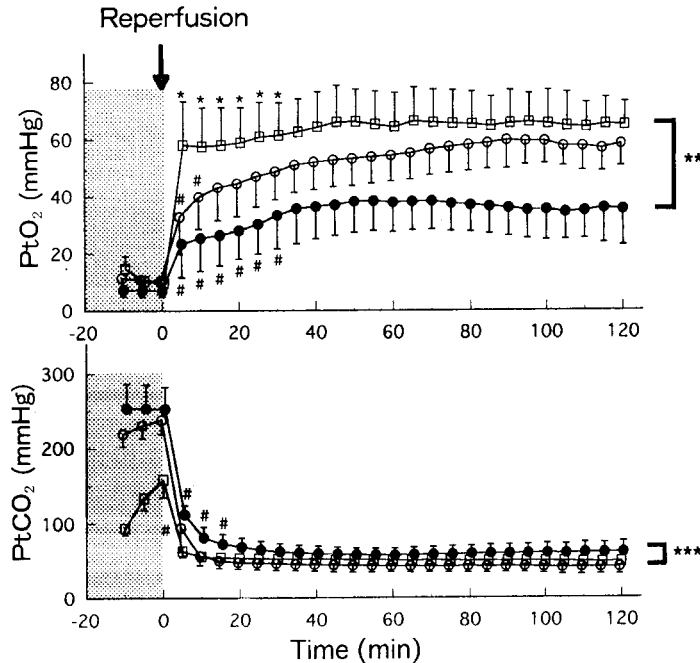 Reperfusion
80
60
40
20
0
PtO2 (mmHg)
* * * * * *
# #
# # # # # #
**
-20 0 20 40 60 80 100 120
300
200
100
0
PtCO2 (mmHg)
# # # #
***
-20 0 20 40 60 80 100 120
Time (min)